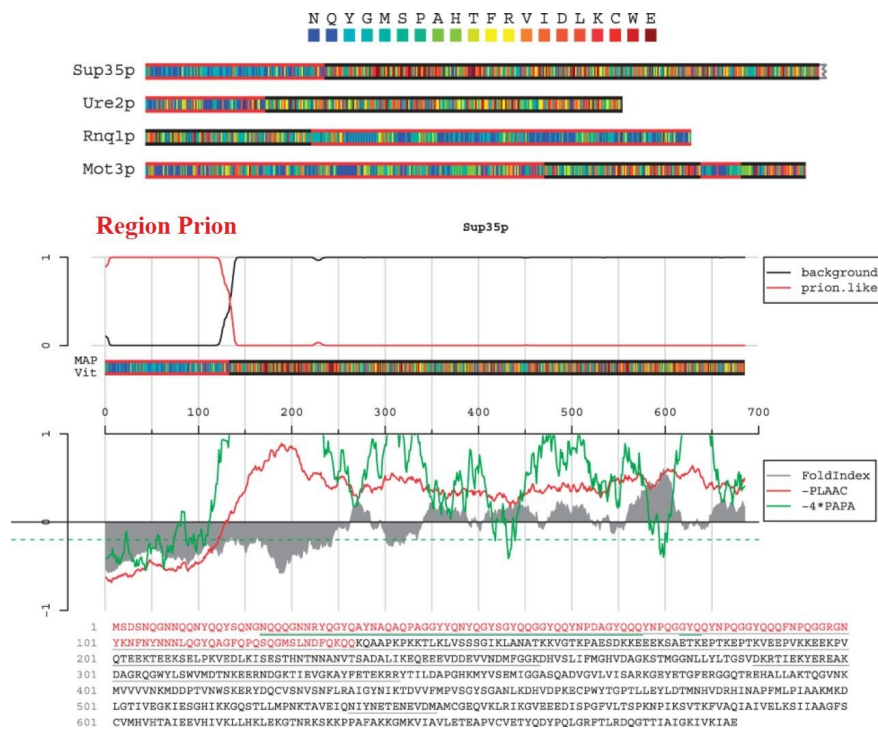 N Q Y G M S P A H T F R V I D L K C W E
Sup35p
Ure2p
Rnq1p
Mot3p
Region Prion
Sup35p
1
0
background
prion.like
MAP
Vit
0 100 200 300 400 500 600 700
1
0
-1
FoldIndex
-PLAAC
-4*PAPA
1 MSDSNQGNNQQNYQQYSQNGNQQQGNNRYQGYQAYNAQAQPAGGYYQNYQGYSGYQQGGYQQYNPDAGYQQQYNPQGGYQQYNPQGGYQQQFNPQGGRGN
101 YKNFNYNNNLQGYQAGFQPQSQGMSLNDFQKQQKQAAPKPKKTLKLVSSSGIKLANATKKVGTKPAESDKKEEEKSAETKEPTKEPTKVEEPVKKEEKPV
201 QTEEKTEEKSELPKVEDLKISESTHNTNNANVTSADALIKEQEEEVDDEVVNDMFGGKDHVSLIFMGHVDAGKSTMGGNLLYLTGSVDKRTIEKYEREAK
301 DAGRQGWYLSWVMDTNKEERNDGKTIEVGKAYFETEKRRYTILDAPGHKMYVSEMIGGASQADVGVLVISARKGEYETGFERGGQTREHALLAKTQGVNK
401 MVVVVNKMDDPTVNWSKERYDQCVSNVSNFLRAIGYNIKTDVVFMPVSGYSGANLKDHVDPKECPWYTGPTLLEYLDTMNHVDRHINAPFMLPIAAKMKD
501 LGTIVEGKIESGHIKKGQSTLLMPNKTAVEIQNIYNETENEVDMAMCGEQVKLRIKGVEEEDISPGFVLTSPKNPIKSVTKFVAQIAIVELKSIIAAGFS
601 CVMHVHTAIEEVHIVKLLHKLEKGTNRKSKKPPAFAKKGMKVIAVLETEAPVCVETYQDYPQLGRFTLRDQGTTIAIGKIVKIAE